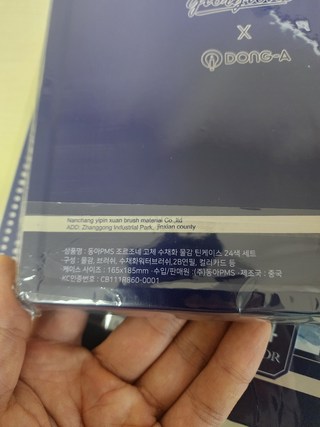 X
DONG-A
Nanchang yipin xuan brush material Co.,ltd
ADD: Zhanggong Industrial Park, Jinxian county
상품명 : 동아PMS 조르조네 고체 수채화 물감 틴케이스 24색 세트
구성 : 물감, 브러쉬, 수채화워터브러쉬,2B연필, 컬러카드 등
케이스 사이즈 : 165x185mm · 수입/판매원 : (주)동아PMS · 제조국 : 중국
KC인증번호 : CB111B860-0001